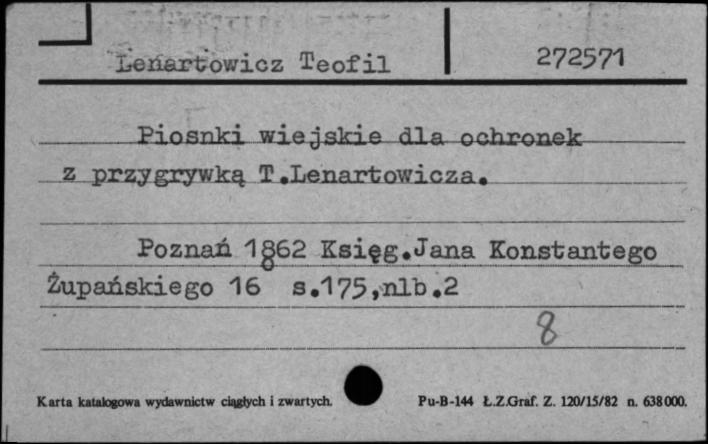 Lenartowicz Teofil 272571
Piosnki wiejskie dla ochronek
z przygrywką T.Lenartowicza.
Poznań 1862 Księg.Jana Konstantego
Żupańskiego 16° s.175,nlb.2
8
Karta katalogowa wydawnictw ciągłych i zwartych. Pu-B-144 Ł.Z.Graf. Z. 120/15/82 n. 638000.